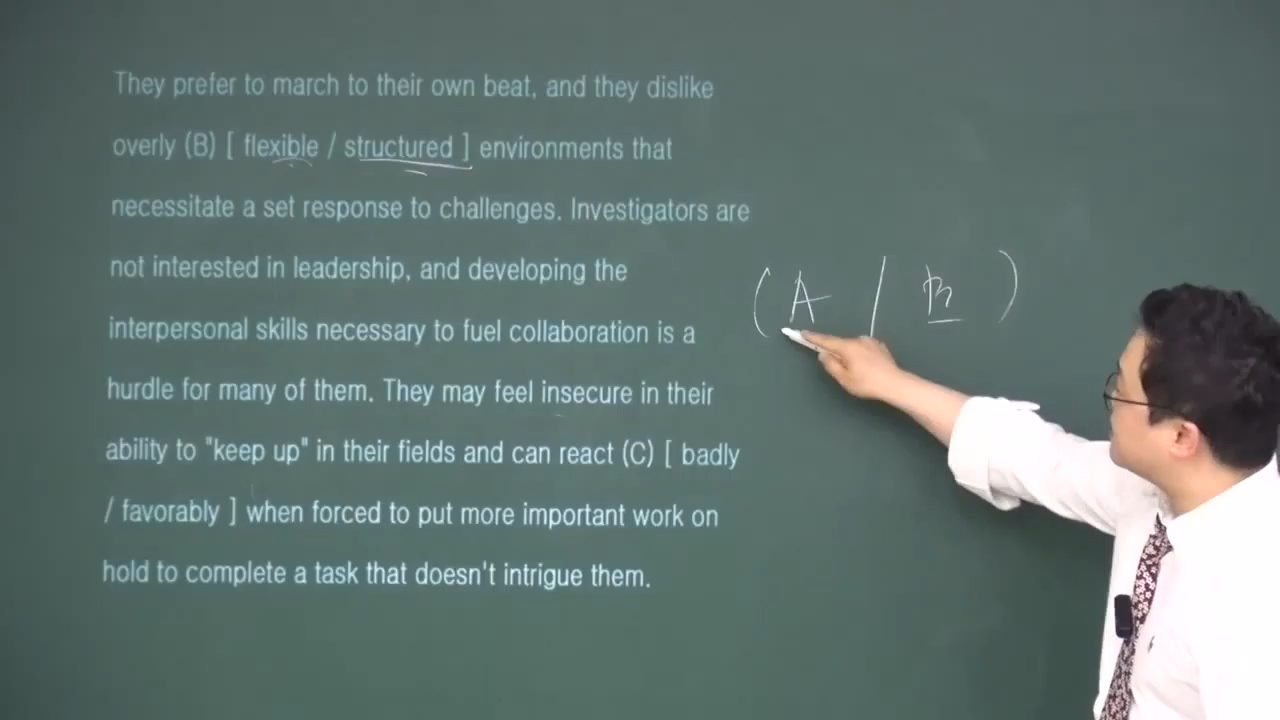 They prefer to march to their own beat, and they dislike
overly (B) [ flexible / structured ] environments that
necessitate a set response to challenges. Investigators are
not interested in leadership, and developing the
interpersonal skills necessary to fuel collaboration is a
hurdle for many of them. They may feel insecure in their
ability to "keep up" in their fields and can react (C) [ badly
/ favorably ] when forced to put more important work on
hold to complete a task that doesn't intrigue them.
( A / B )